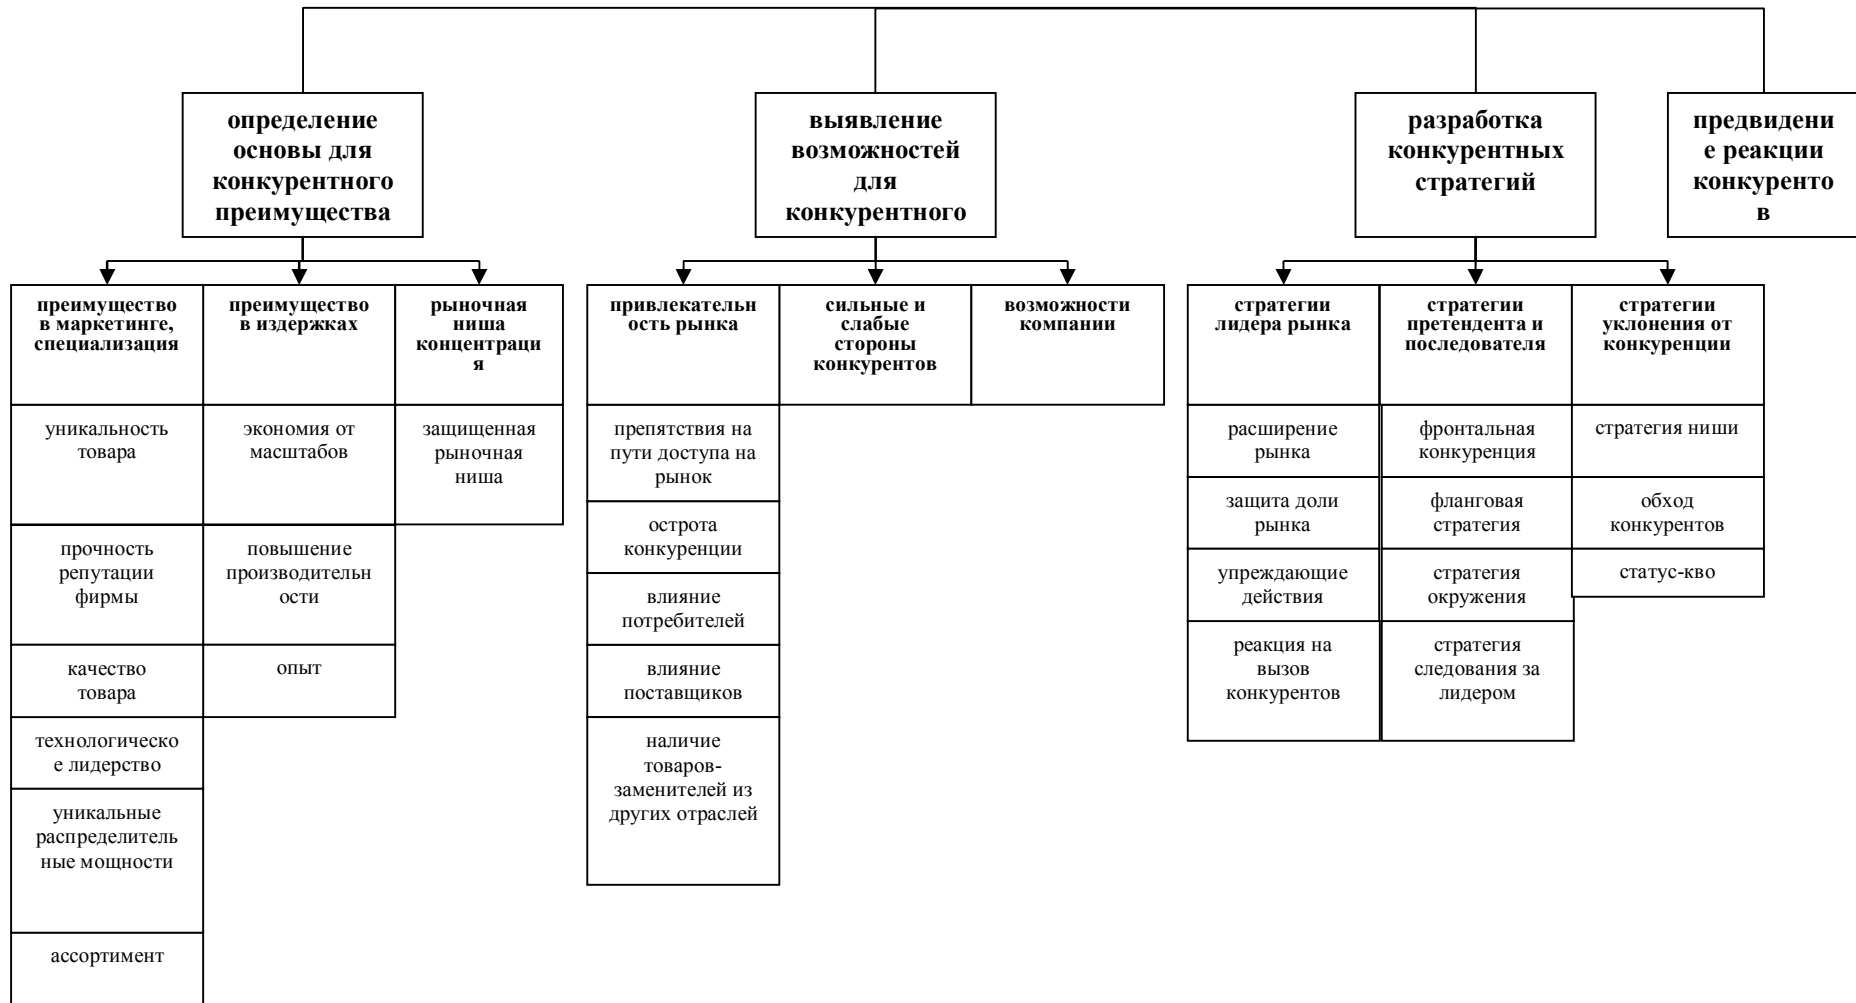 определение
основы для
конкурентного
преимущества
выявление
возможностей
для
конкурентного
разработка
конкурентных
стратегий
предвидени
е реакции
конкуренто
в
преимущество
в маркетинге,
специализация
преимущество
в издержках
рыночная
ниша
концентраци
я
привлекательн
ость рынка
сильные и
слабые
стороны
конкурентов
возможности
компании
стратегии
лидера рынка
стратегии
претендента и
последователя
стратегии
уклонения от
конкуренции
уникальность
товара
экономия от
масштабов
защищенная
рыночная
ниша
прочность
репутации
фирмы
повышение
производительн
ости
качество
товара
опыт
технологическо
е лидерство
уникальные
распределитель
ные мощности
ассортимент
препятствия на
пути доступа на
рынок
острота
конкуренции
влияние
потребителей
влияние
поставщиков
наличие
товаров-
заменителей из
других отраслей
расширение
рынка
фронтальная
конкуренция
стратегия ниши
защита доли
рынка
фланговая
стратегия
обход
конкурентов
упреждающие
действия
стратегия
окружения
статус-кво
реакция на
вызов
конкурентов
стратегия
следования за
лидером